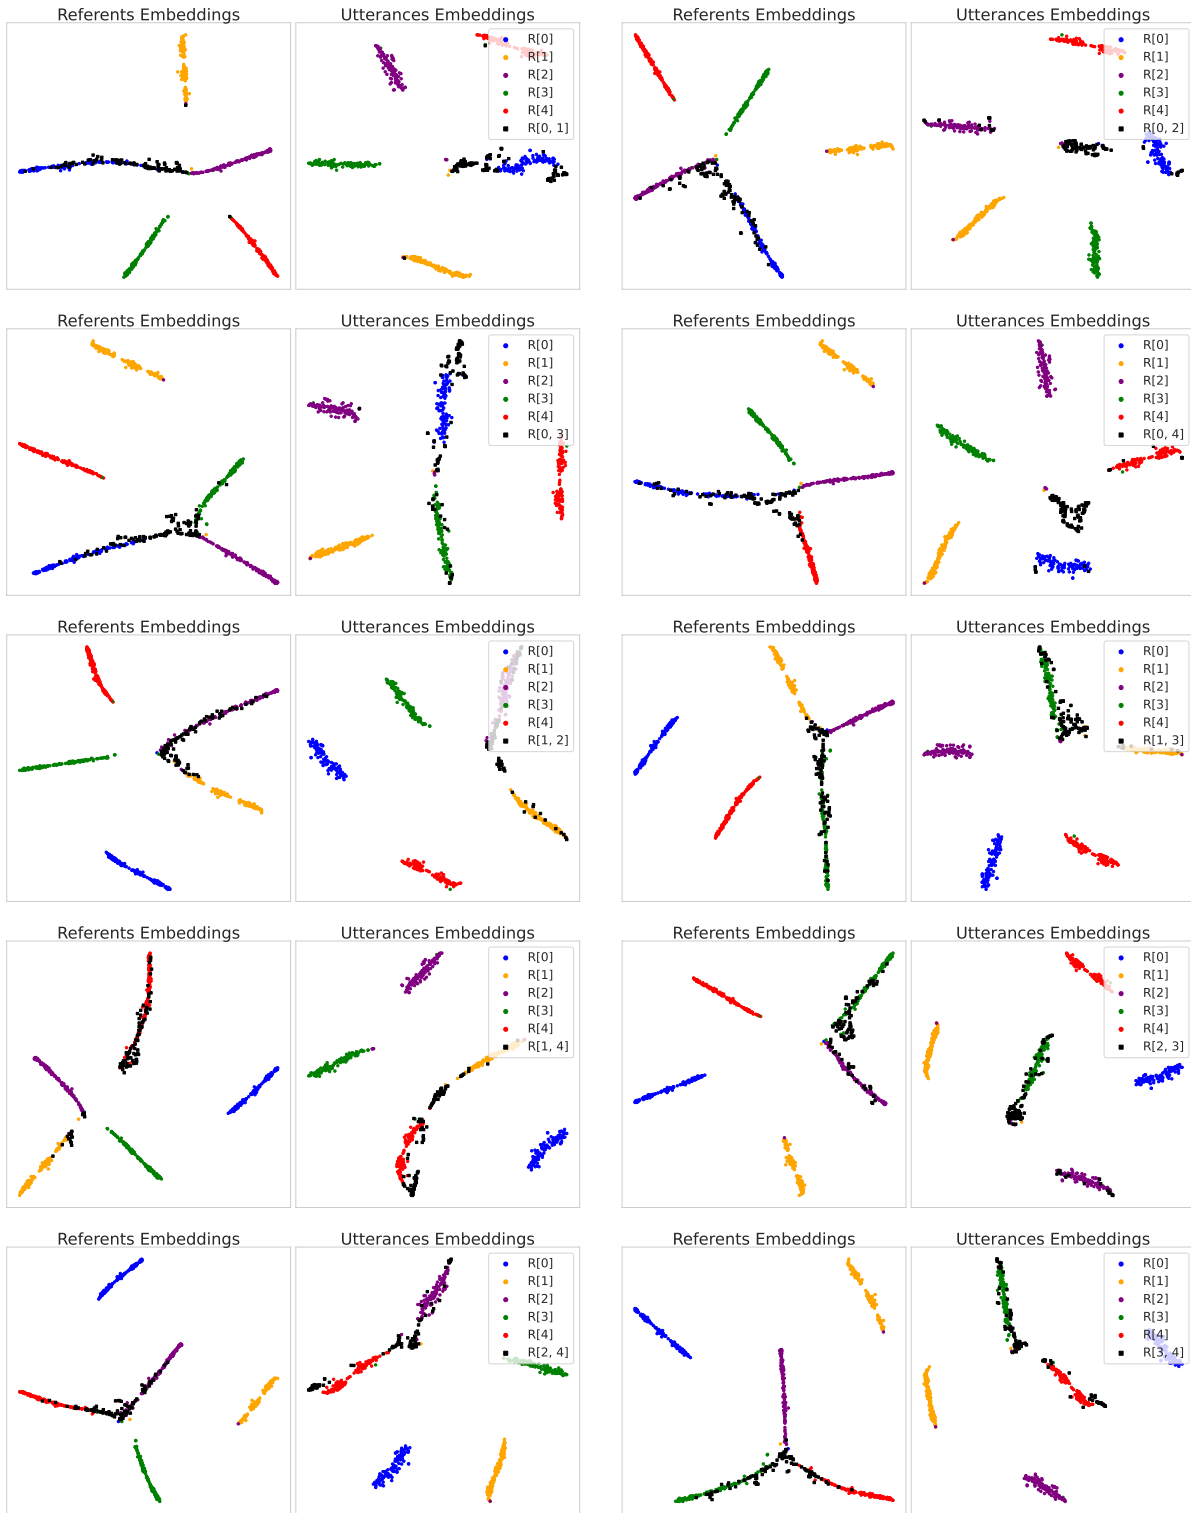 Referents Embeddings
Utterances Embeddings
R[0]
R[1]
R[2]
R[3]
R[4]
R[0, 1]
Referents Embeddings
Utterances Embeddings
R[0]
R[1]
R[2]
R[3]
R[4]
R[0, 2]
Referents Embeddings
Utterances Embeddings
R[0]
R[1]
R[2]
R[3]
R[4]
R[0, 3]
Referents Embeddings
Utterances Embeddings
R[0]
R[1]
R[2]
R[3]
R[4]
R[0, 4]
Referents Embeddings
Utterances Embeddings
R[0]
R[1]
R[2]
R[3]
R[4]
R[1, 2]
Referents Embeddings
Utterances Embeddings
R[0]
R[1]
R[2]
R[3]
R[4]
R[1, 3]
Referents Embeddings
Utterances Embeddings
R[0]
R[1]
R[2]
R[3]
R[4]
R[1, 4]
Referents Embeddings
Utterances Embeddings
R[0]
R[1]
R[2]
R[3]
R[4]
R[2, 3]
Referents Embeddings
Utterances Embeddings
R[0]
R[1]
R[2]
R[3]
R[4]
R[2, 4]
Referents Embeddings
Utterances Embeddings
R[0]
R[1]
R[2]
R[3]
R[4]
R[3, 4]